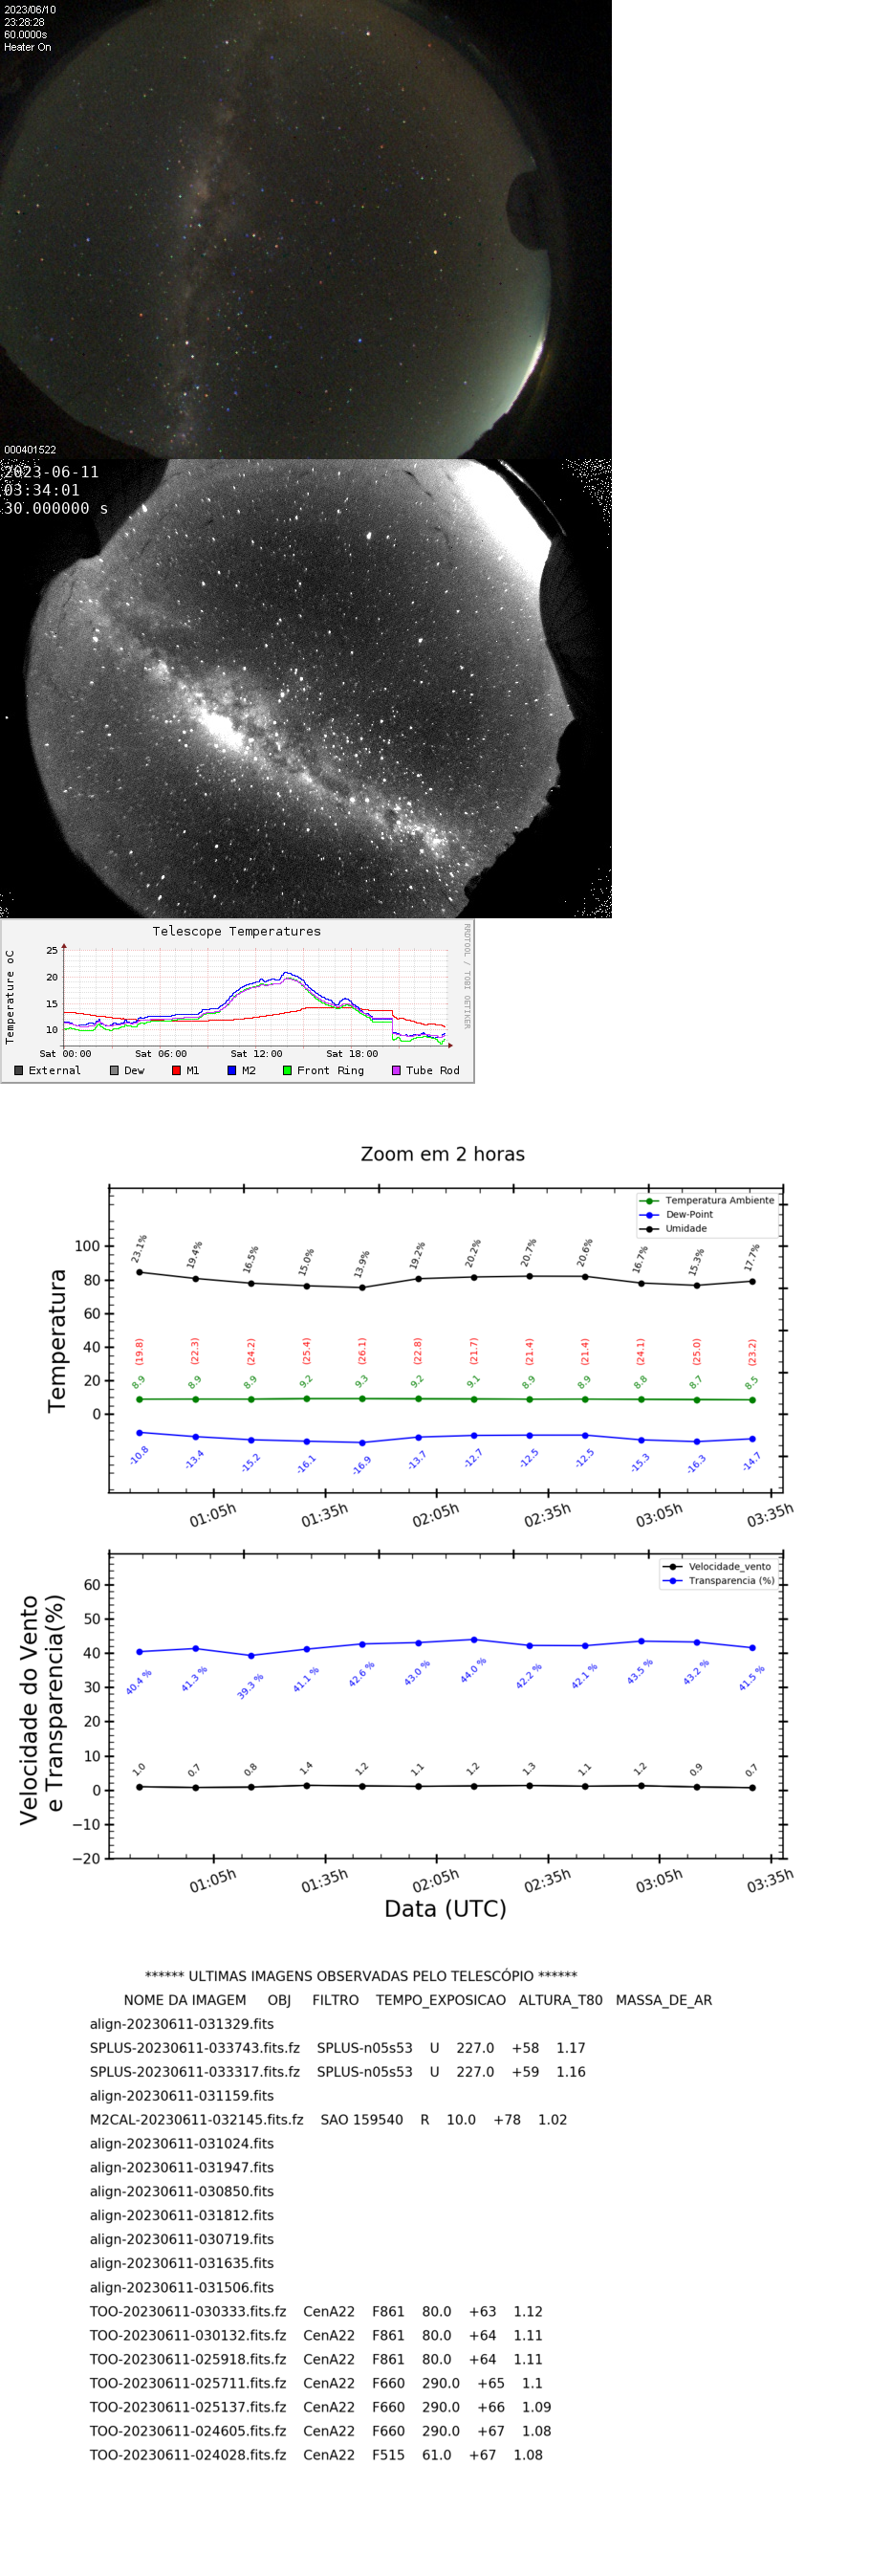 2023/06/10
23:28:28
60.0000s
Heater On
000401522
2023-06-11
03:34:01
30.000000 s
Telescope Temperatures
RRDTOOL / TOBI OETIKER
Temperature oC
25
20
15
10
Sat 00:00 Sat 06:00 Sat 12:00 Sat 18:00
External Dew M1 M2 Front Ring Tube Rod
Zoom em 2 horas
Temperatura
Temperatura Ambiente
Dew-Point
Umidade
100
80
60
40
20
0
23.1% 19.4% 16.5% 15.0% 13.9% 19.2% 20.2% 20.7% 20.6% 16.7% 15.3% 17.7%
(19.8) (22.3) (24.2) (25.4) (26.1) (22.8) (21.7) (21.4) (21.4) (24.1) (25.0) (23.2)
8.9 8.9 8.9 9.2 9.3 9.2 9.1 8.9 8.9 8.8 8.7 8.5
-10.8 -13.4 -15.2 -16.1 -16.9 -13.7 -12.7 -12.5 -12.5 -15.3 -16.3 -14.7
01:05h 01:35h 02:05h 02:35h 03:05h 03:35h
Velocidade do Vento
e Transparencia(%)
Velocidade_vento
Transparencia (%)
60
50
40
30
20
10
0
−10
−20
40.4 % 41.3 % 39.3 % 41.1 % 42.6 % 43.0 % 44.0 % 42.2 % 42.1 % 43.5 % 43.2 % 41.5 %
1.0 0.7 0.8 1.4 1.2 1.1 1.2 1.3 1.1 1.2 0.9 0.7
01:05h 01:35h 02:05h 02:35h 03:05h 03:35h
Data (UTC)
****** ULTIMAS IMAGENS OBSERVADAS PELO TELESCÓPIO ******
NOME DA IMAGEM OBJ FILTRO TEMPO_EXPOSICAO ALTURA_T80 MASSA_DE_AR
align-20230611-031329.fits
SPLUS-20230611-033743.fits.fz SPLUS-n05s53 U 227.0 +58 1.17
SPLUS-20230611-033317.fits.fz SPLUS-n05s53 U 227.0 +59 1.16
align-20230611-031159.fits
M2CAL-20230611-032145.fits.fz SAO 159540 R 10.0 +78 1.02
align-20230611-031024.fits
align-20230611-031947.fits
align-20230611-030850.fits
align-20230611-031812.fits
align-20230611-030719.fits
align-20230611-031635.fits
align-20230611-031506.fits
TOO-20230611-030333.fits.fz CenA22 F861 80.0 +63 1.12
TOO-20230611-030132.fits.fz CenA22 F861 80.0 +64 1.11
TOO-20230611-025918.fits.fz CenA22 F861 80.0 +64 1.11
TOO-20230611-025711.fits.fz CenA22 F660 290.0 +65 1.1
TOO-20230611-025137.fits.fz CenA22 F660 290.0 +66 1.09
TOO-20230611-024605.fits.fz CenA22 F660 290.0 +67 1.08
TOO-20230611-024028.fits.fz CenA22 F515 61.0 +67 1.08